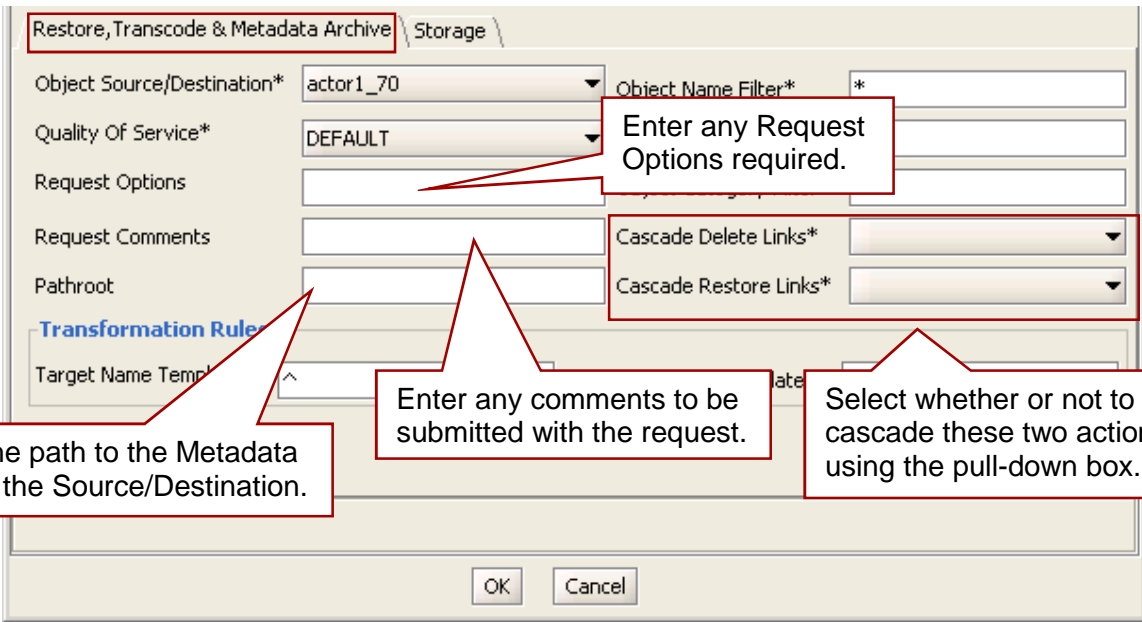 Restore, Transcode & Metadata Archive
Storage
Object Source/Destination*
actor1_70
Object Name Filter*
*
Quality Of Service*
DEFAULT
Enter any Request
Options required.
Request Options
Request Comments
Cascade Delete Links*
Pathroot
Cascade Restore Links*
Transformation Rules
Target Name
^
Enter any comments to be
submitted with the request.
Select whether or not to
cascade these two action
using the pull-down box.
path to the Metadata
the Source/Destination.
OK
Cancel